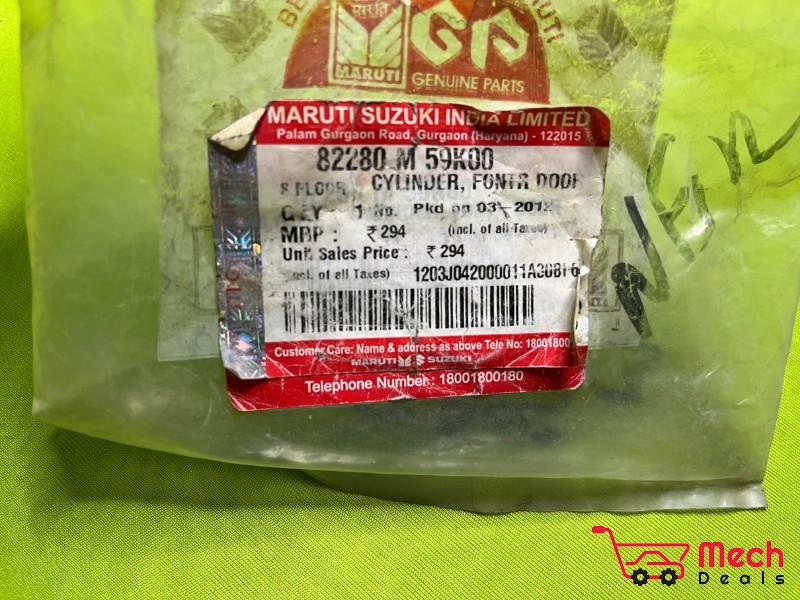 मारुति
MARUTI
GP
GENUINE PARTS
MARUTI SUZUKI INDIA LIMITED
Palam Gurgaon Road, Gurgaon (Haryana) - 122015
82280 M 59K00
CYLINDER, FONTR DOOR
QTY 1 No. Pkd on 03-2012
MRP : ₹ 294 (incl. of all Taxes)
Unit Sales Price : ₹ 294
incl. of all Taxes)
Customer Care: Name & address as above Tele No: 18001800
MARUTI SUZUKI
Telephone Number : 18001800180
Mech
Deals